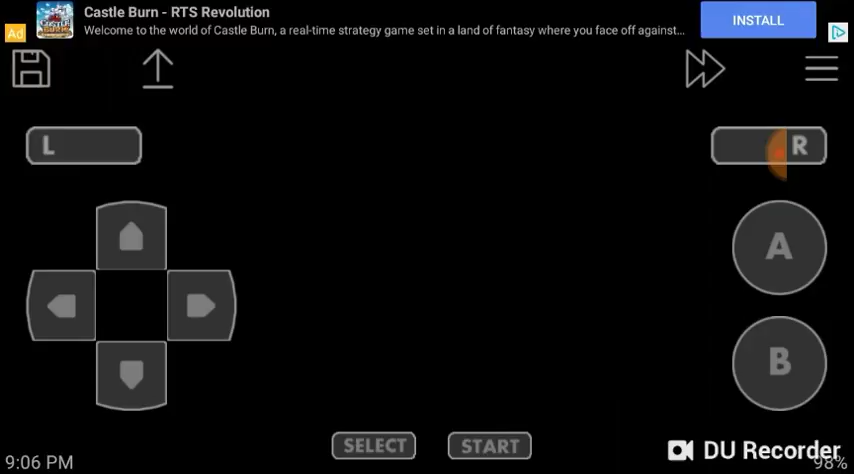 Castle Burn - RTS Revolution
Ad
Welcome to the world of Castle Burn, a real-time strategy game set in a land of fantasy where you face off against...
INSTALL
L
R
A
B
SELECT
START
9:06 PM
DU Recorder
98%